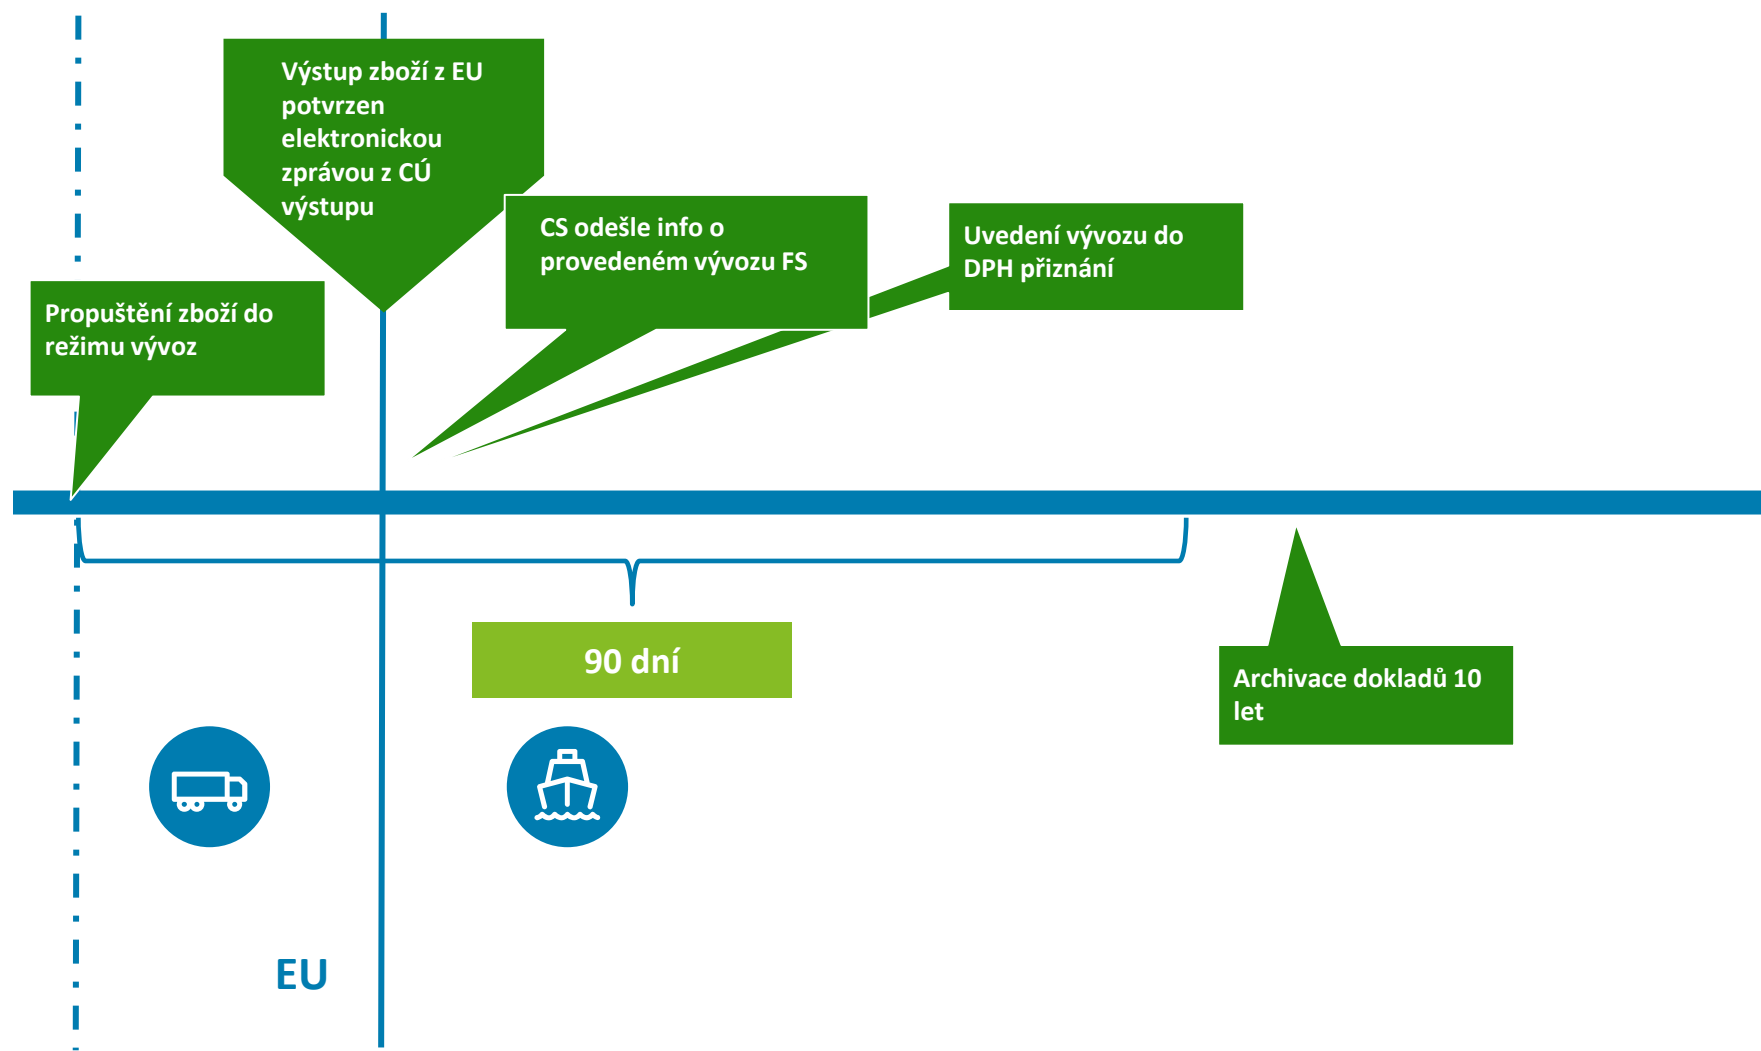 Výstup zboží z EU
potvrzen
elektronickou
zprávou z CÚ
výstupu
CS odešle info o
provedeném vývozu FS
Uvedení vývozu do
DPH přiznání
Propuštění zboží do
režimu vývoz
90 dní
Archivace dokladů 10
let
EU